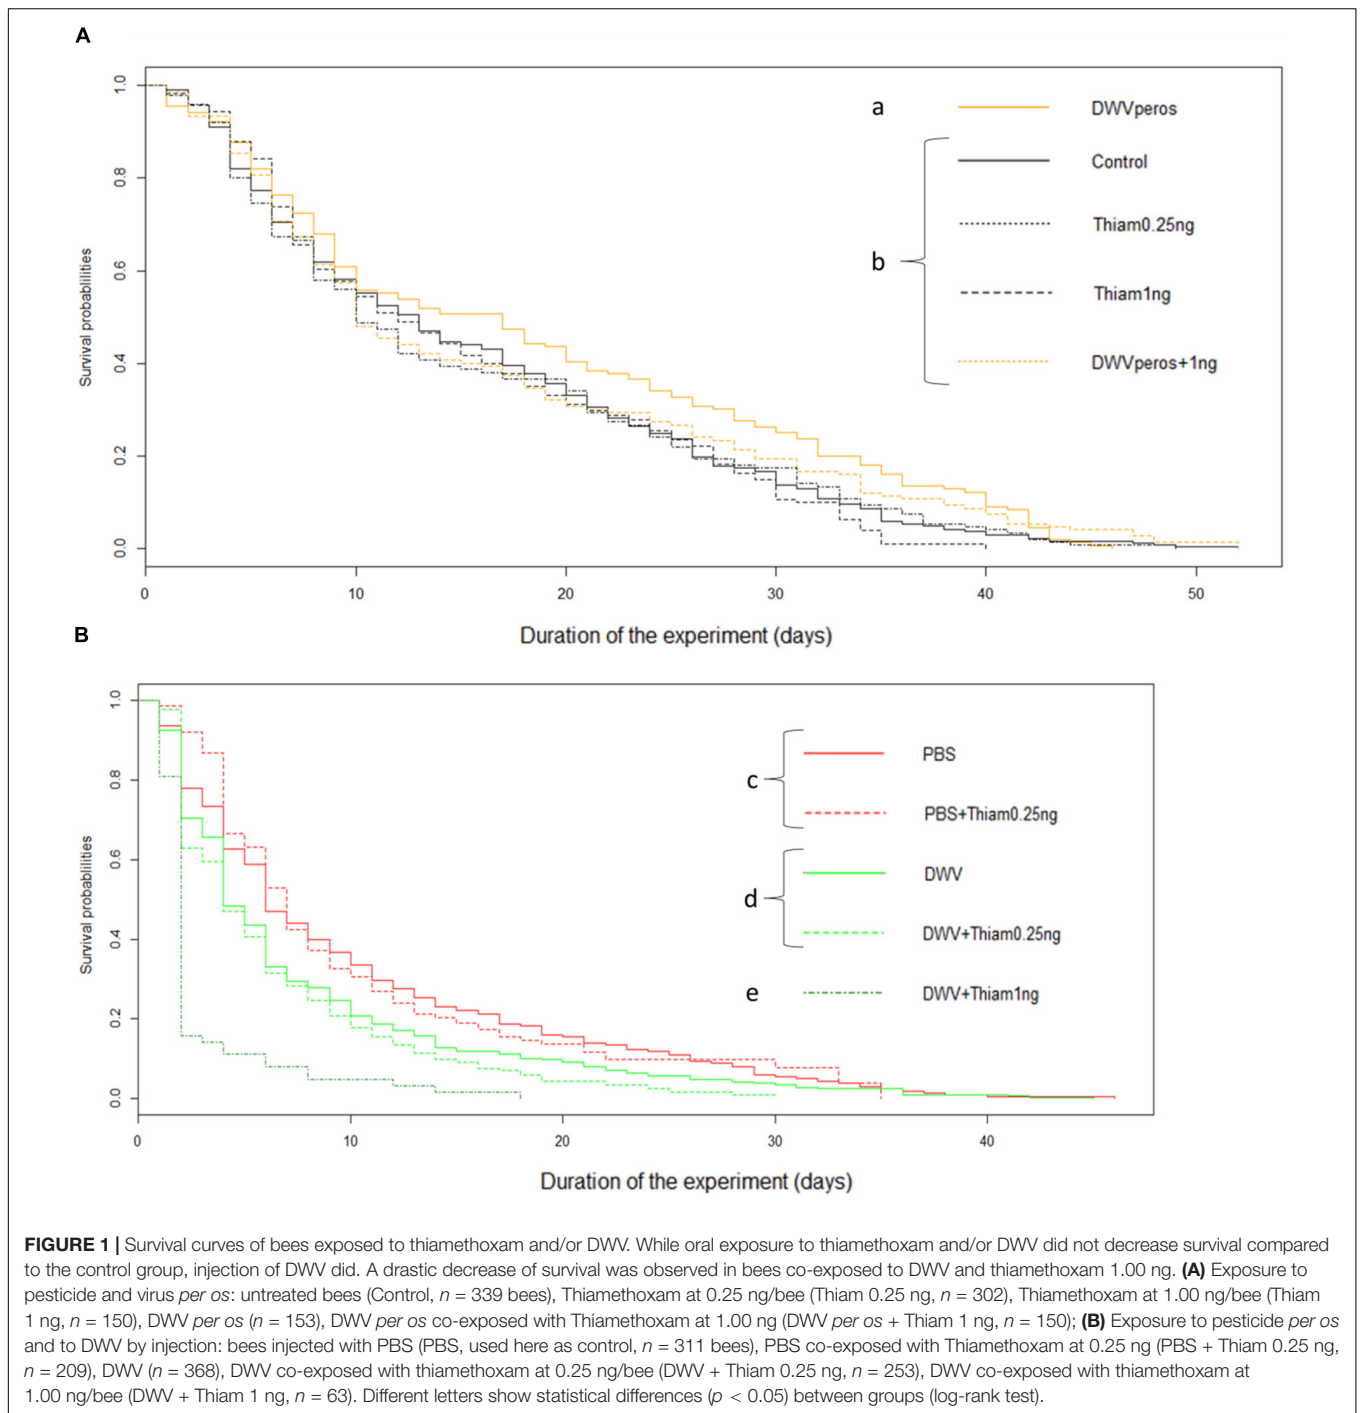 A
Survival probablilities
1.0
0.8
0.6
0.4
0.2
0.0
0 10 20 30 40 50
Duration of the experiment (days)
a DWVperos
b
Control
Thiam0.25ng
Thiam1ng
DWVperos+1ng
B
Survival probablilities
1.0
0.8
0.6
0.4
0.2
0.0
0 10 20 30 40
Duration of the experiment (days)
c
PBS
PBS+Thiam0.25ng
d
DWV
DWV+Thiam0.25ng
e DWV+Thiam1ng
FIGURE 1 | Survival curves of bees exposed to thiamethoxam and/or DWV. While oral exposure to thiamethoxam and/or DWV did not decrease survival compared
to the control group, injection of DWV did. A drastic decrease of survival was observed in bees co-exposed to DWV and thiamethoxam 1.00 ng. (A) Exposure to
pesticide and virus per os: untreated bees (Control, n = 339 bees), Thiamethoxam at 0.25 ng/bee (Thiam 0.25 ng, n = 302), Thiamethoxam at 1.00 ng/bee (Thiam
1 ng, n = 150), DWV per os (n = 153), DWV per os co-exposed with Thiamethoxam at 1.00 ng (DWV per os + Thiam 1 ng, n = 150); (B) Exposure to pesticide per os
and to DWV by injection: bees injected with PBS (PBS, used here as control, n = 311 bees), PBS co-exposed with Thiamethoxam at 0.25 ng (PBS + Thiam 0.25 ng,
n = 209), DWV (n = 368), DWV co-exposed with thiamethoxam at 0.25 ng/bee (DWV + Thiam 0.25 ng, n = 253), DWV co-exposed with thiamethoxam at
1.00 ng/bee (DWV + Thiam 1 ng, n = 63). Different letters show statistical differences (p < 0.05) between groups (log-rank test).